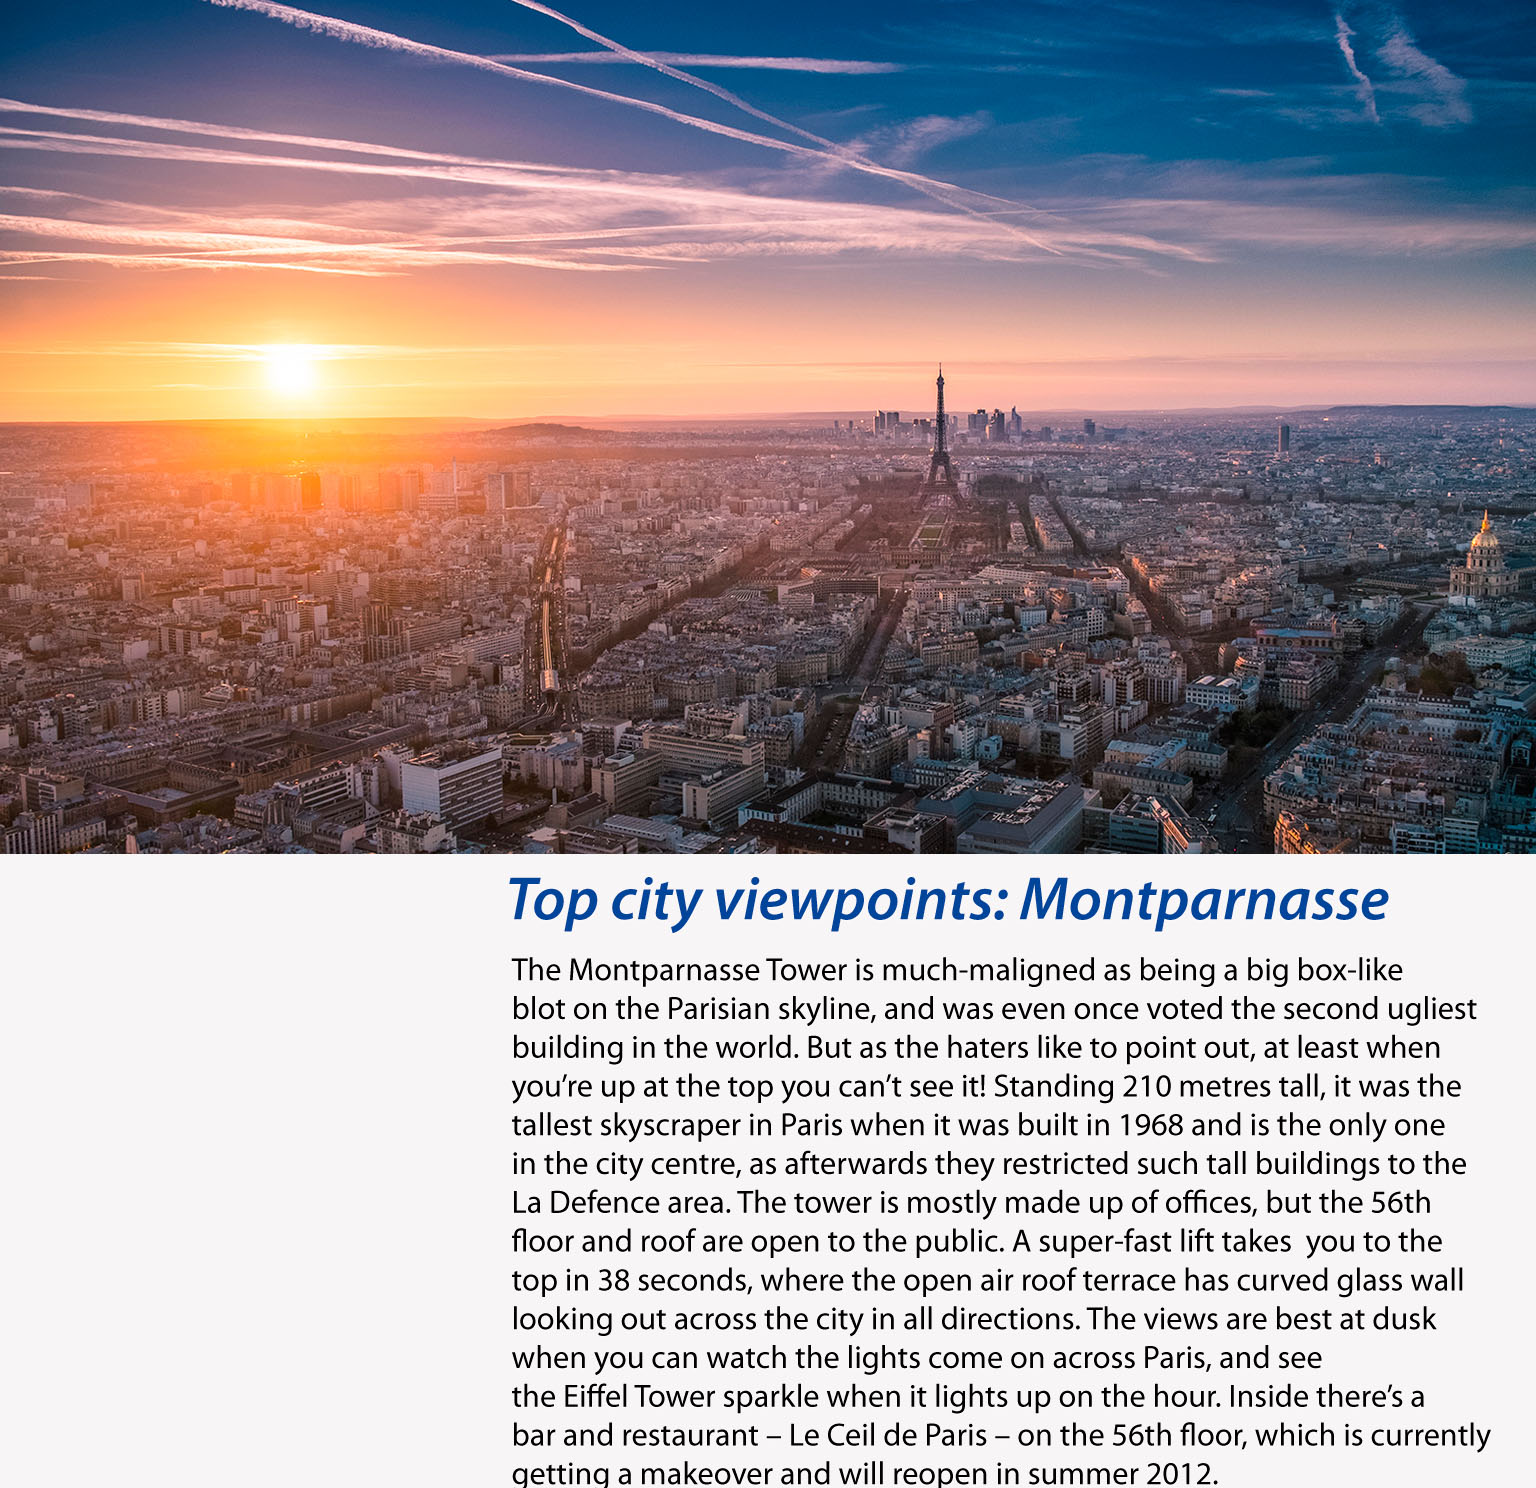 Top city viewpoints: Montparnasse
The Montparnasse Tower is much-maligned as being a big box-like
blot on the Parisian skyline, and was even once voted the second ugliest
building in the world. But as the haters like to point out, at least when
you’re up at the top you can’t see it! Standing 210 metres tall, it was the
tallest skyscraper in Paris when it was built in 1968 and is the only one
in the city centre, as afterwards they restricted such tall buildings to the
La Defence area. The tower is mostly made up of offices, but the 56th
floor and roof are open to the public. A super-fast lift takes  you to the
top in 38 seconds, where the open air roof terrace has curved glass wall
looking out across the city in all directions. The views are best at dusk
when you can watch the lights come on across Paris, and see
the Eiffel Tower sparkle when it lights up on the hour. Inside there’s a
bar and restaurant – Le Ceil de Paris – on the 56th floor, which is currently
getting a makeover and will reopen in summer 2012.